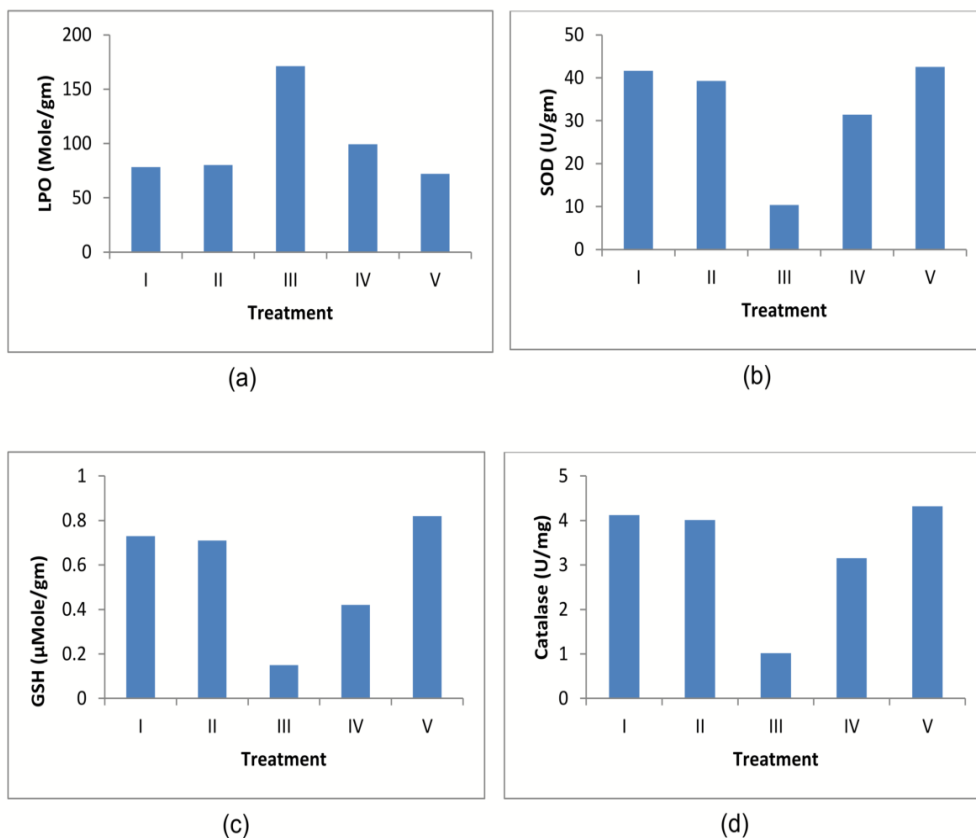 200
150
100
50
0
LPO (Mole/gm)
I II III IV V
Treatment
(a)
50
40
30
20
10
0
SOD (U/gm)
I II III IV V
Treatment
(b)
1
0.8
0.6
0.4
0.2
0
GSH (µMole/gm)
I II III IV V
Treatment
(c)
5
4
3
2
1
0
Catalase (U/mg)
I II III IV V
Treatment
(d)